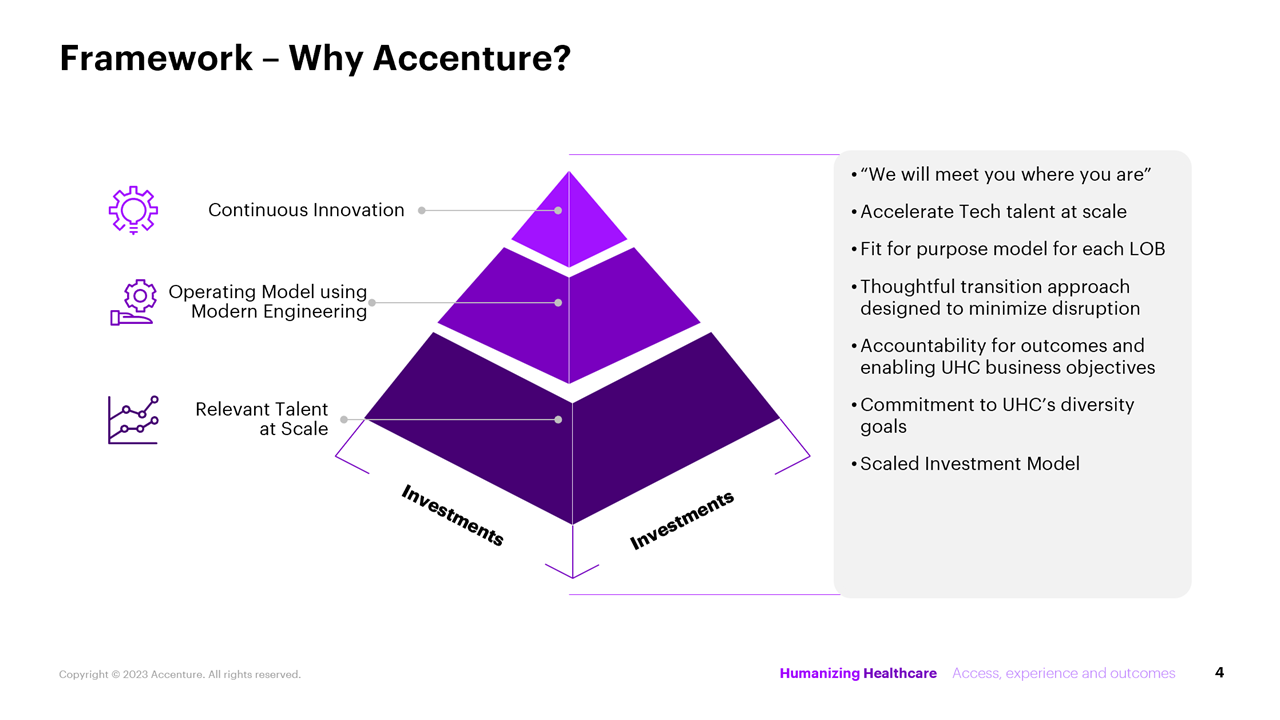 Framework – Why Accenture?
Continuous Innovation
Operating Model using
Modern Engineering
Relevant Talent
at Scale
Investments
Investments
•“We will meet you where you are”
•Accelerate Tech talent at scale
•Fit for purpose model for each LOB
•Thoughtful transition approach
designed to minimize disruption
•Accountability for outcomes and
enabling UHC business objectives
•Commitment to UHC’s diversity
goals
•Scaled Investment Model
Copyright © 2023 Accenture. All rights reserved.
Humanizing Healthcare Access, experience and outcomes
4